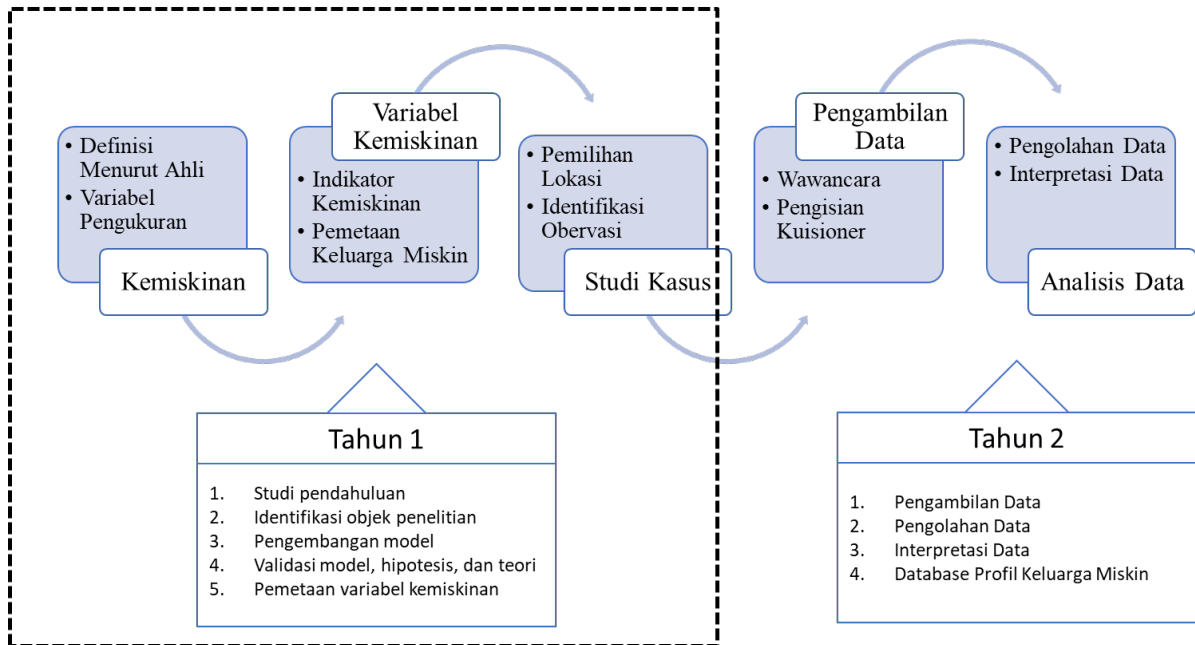 • Definisi
Menurut Ahli
• Variabel
Pengukuran
Kemiskinan
Variabel
Kemiskinan
• Indikator
Kemiskinan
• Pemetaan
Keluarga Miskin
• Pemilihan
Lokasi
• Identifikasi
Obervasi
Studi Kasus
Pengambilan
Data
• Wawancara
• Pengisian
Kuisioner
• Pengolahan Data
• Interpretasi Data
Analisis Data
Tahun 1
1. Studi pendahuluan
2. Identifikasi objek penelitian
3. Pengembangan model
4. Validasi model, hipotesis, dan teori
5. Pemetaan variabel kemiskinan
Tahun 2
1. Pengambilan Data
2. Pengolahan Data
3. Interpretasi Data
4. Database Profil Keluarga Miskin